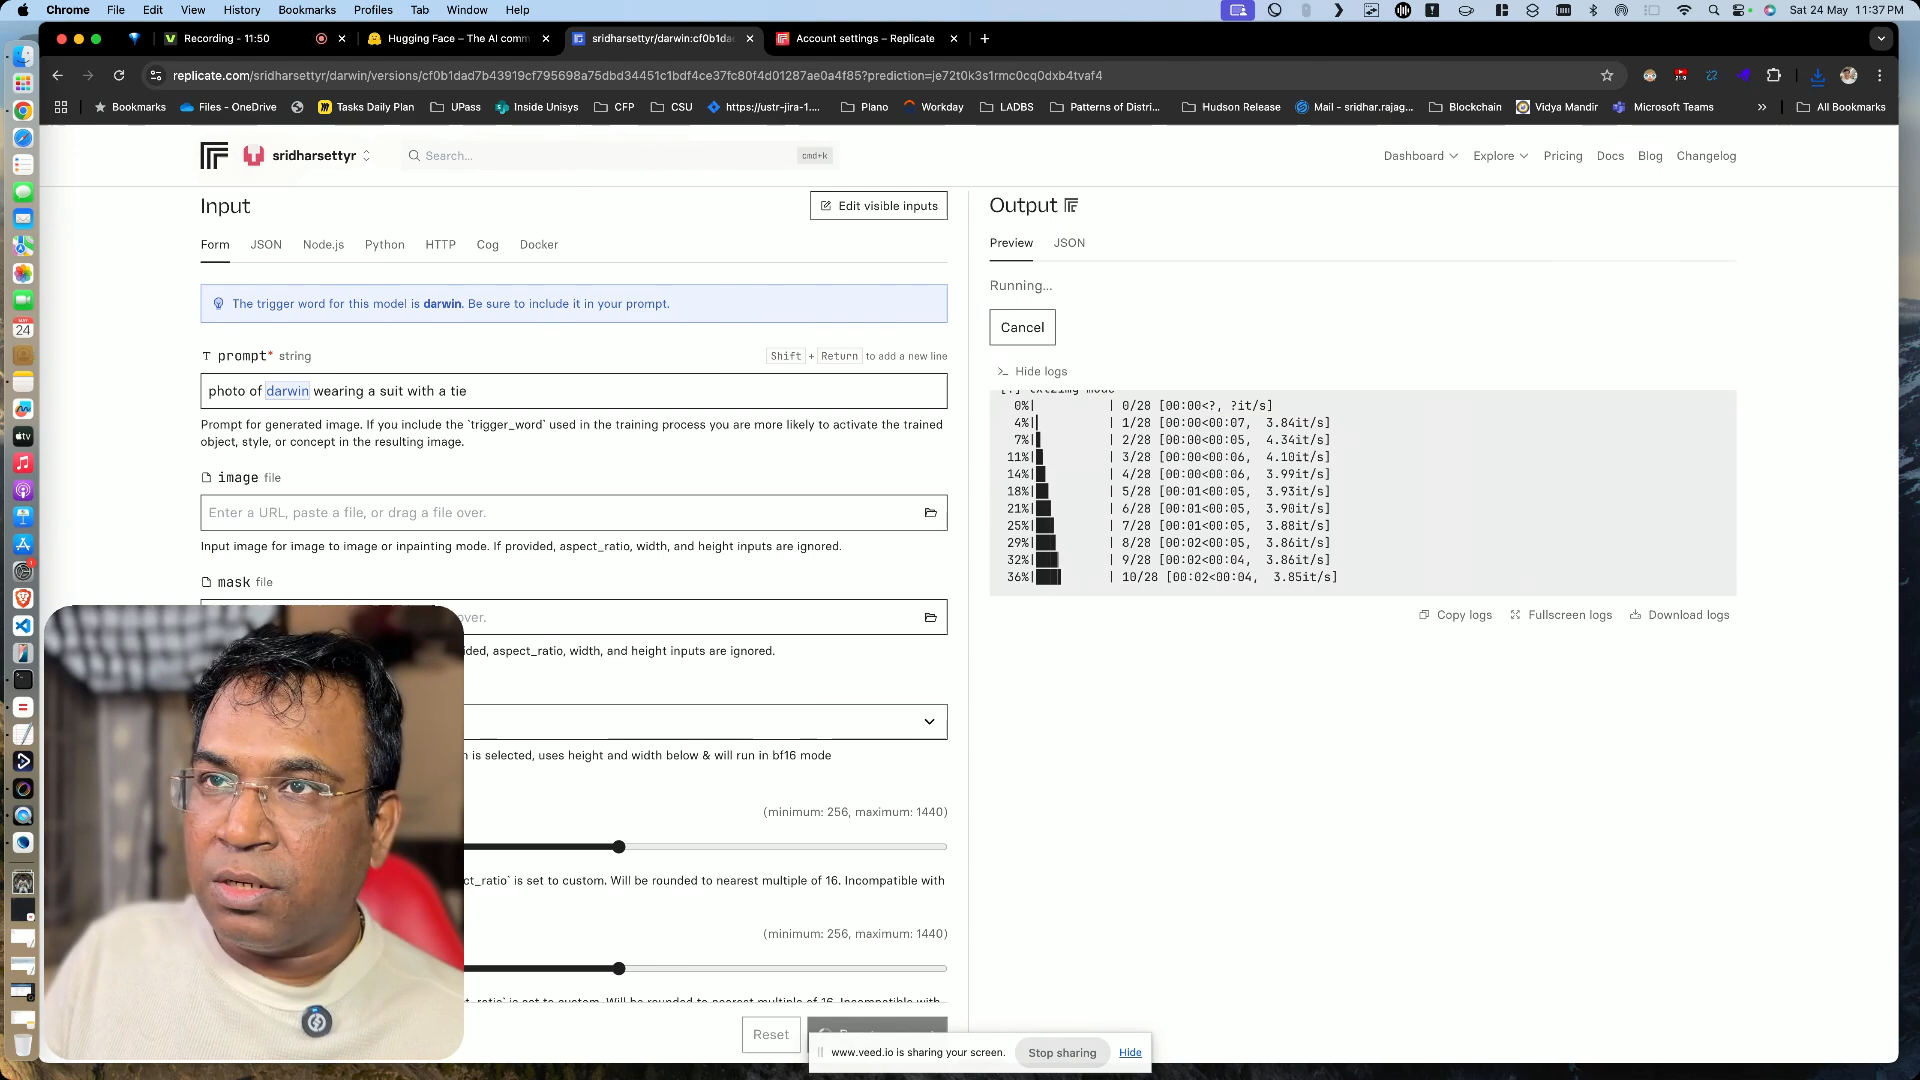 Chrome File Edit View History Bookmarks Profiles Tab Window Help Sat 24 May 11:37 PM
Recording - 11:50 Hugging Face – The AI comm sridharsettyr/darwin:cf0b1da Account settings – Replicate
replicate.com/sridharsettyr/darwin/versions/cf0b1dad7b43919cf795698a75dbd34451c1bdf4ce37fc80f4d01287ae0a4f85?prediction=je72t0k3s1rmc0cq0dxb4tvaf4
Bookmarks Files - OneDrive Tasks Daily Plan UPass Inside Unisys CFP CSU https://ustr-jira-1.... Plano Workday LADBS Patterns of Distri... Hudson Release Mail - sridhar.rajag... Blockchain Vidya Mandir Microsoft Teams » All Bookmarks
sridharsettyr Search... cmd+k Dashboard Explore Pricing Docs Blog Changelog
Input
Edit visible inputs
Form JSON Node.js Python HTTP Cog Docker
The trigger word for this model is darwin. Be sure to include it in your prompt.
T prompt* string Shift + Return to add a new line
photo of darwin wearing a suit with a tie
Prompt for generated image. If you include the `trigger_word` used in the training process you are more likely to activate the trained
object, style, or concept in the resulting image.
image file
Enter a URL, paste a file, or drag a file over.
Input image for image to image or inpainting mode. If provided, aspect_ratio, width, and height inputs are ignored.
mask file
over.
ided, aspect_ratio, width, and height inputs are ignored.
is selected, uses height and width below & will run in bf16 mode
(minimum: 256, maximum: 1440)
ct_ratio` is set to custom. Will be rounded to nearest multiple of 16. Incompatible with
(minimum: 256, maximum: 1440)
ct_ratio` is set to custom. Will be rounded to nearest multiple of 16. Incompatible with
Reset
Output
Preview JSON
Running...
Cancel
Hide logs
txt2img mode
0%| | 0/28 [00:00<?, ?it/s]
4%| | 1/28 [00:00<00:07, 3.84it/s]
7%| | 2/28 [00:00<00:05, 4.34it/s]
11%| | 3/28 [00:00<00:06, 4.10it/s]
14%| | 4/28 [00:00<00:06, 3.99it/s]
18%| | 5/28 [00:01<00:05, 3.93it/s]
21%| | 6/28 [00:01<00:05, 3.90it/s]
25%| | 7/28 [00:01<00:05, 3.88it/s]
29%| | 8/28 [00:02<00:05, 3.86it/s]
32%| | 9/28 [00:02<00:04, 3.86it/s]
36%| | 10/28 [00:02<00:04, 3.85it/s]
Copy logs Fullscreen logs Download logs
www.veed.io is sharing your screen. Stop sharing Hide